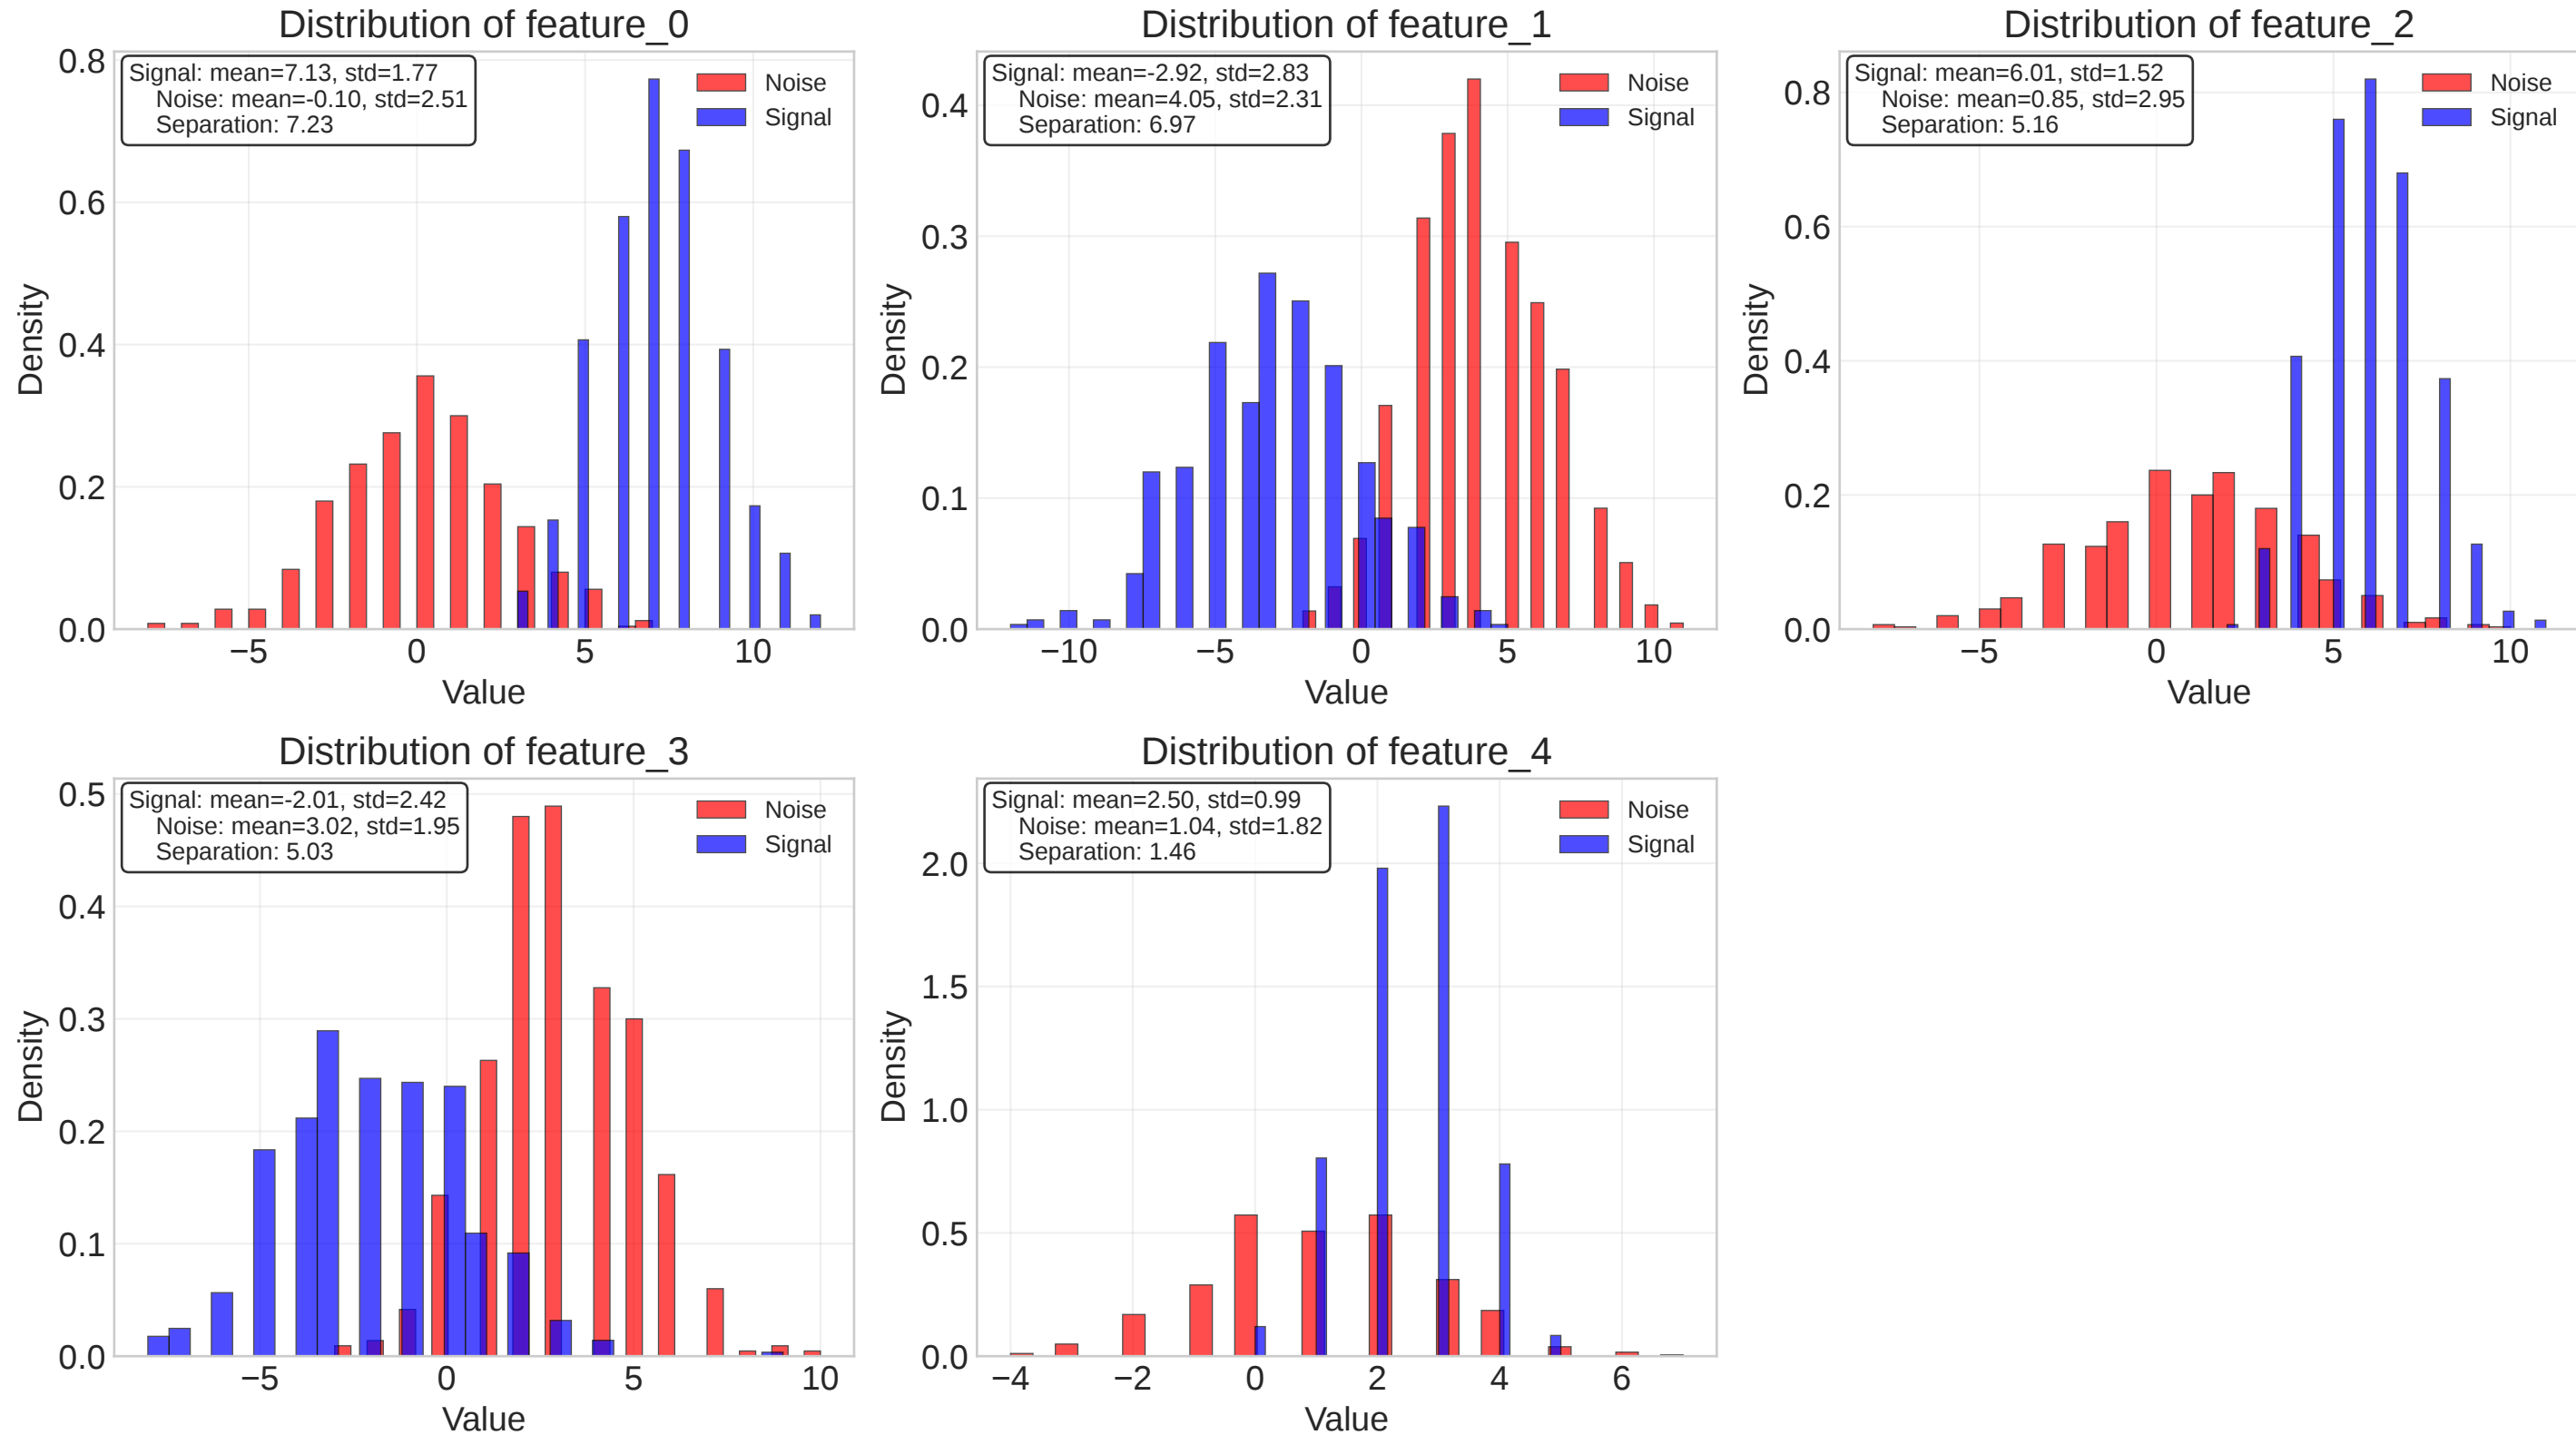 Distribution of feature_0
0.8
0.6
0.4
0.2
0.0
Density
Signal: mean=7.13, std=1.77
Noise: mean=-0.10, std=2.51
Separation: 7.23
Noise
Signal
−5
0
5
10
Value
Distribution of feature_1
0.4
0.3
0.2
0.1
0.0
Density
Signal: mean=-2.92, std=2.83
Noise: mean=4.05, std=2.31
Separation: 6.97
Noise
Signal
−10
−5
0
5
10
Value
Distribution of feature_2
0.8
0.6
0.4
0.2
0.0
Density
Signal: mean=6.01, std=1.52
Noise: mean=0.85, std=2.95
Separation: 5.16
Noise
Signal
−5
0
5
10
Value
Distribution of feature_3
0.5
0.4
0.3
0.2
0.1
0.0
Density
Signal: mean=-2.01, std=2.42
Noise: mean=3.02, std=1.95
Separation: 5.03
Noise
Signal
−5
0
5
10
Value
Distribution of feature_4
2.0
1.5
1.0
0.5
0.0
Density
Signal: mean=2.50, std=0.99
Noise: mean=1.04, std=1.82
Separation: 1.46
Noise
Signal
−4
−2
0
2
4
6
Value